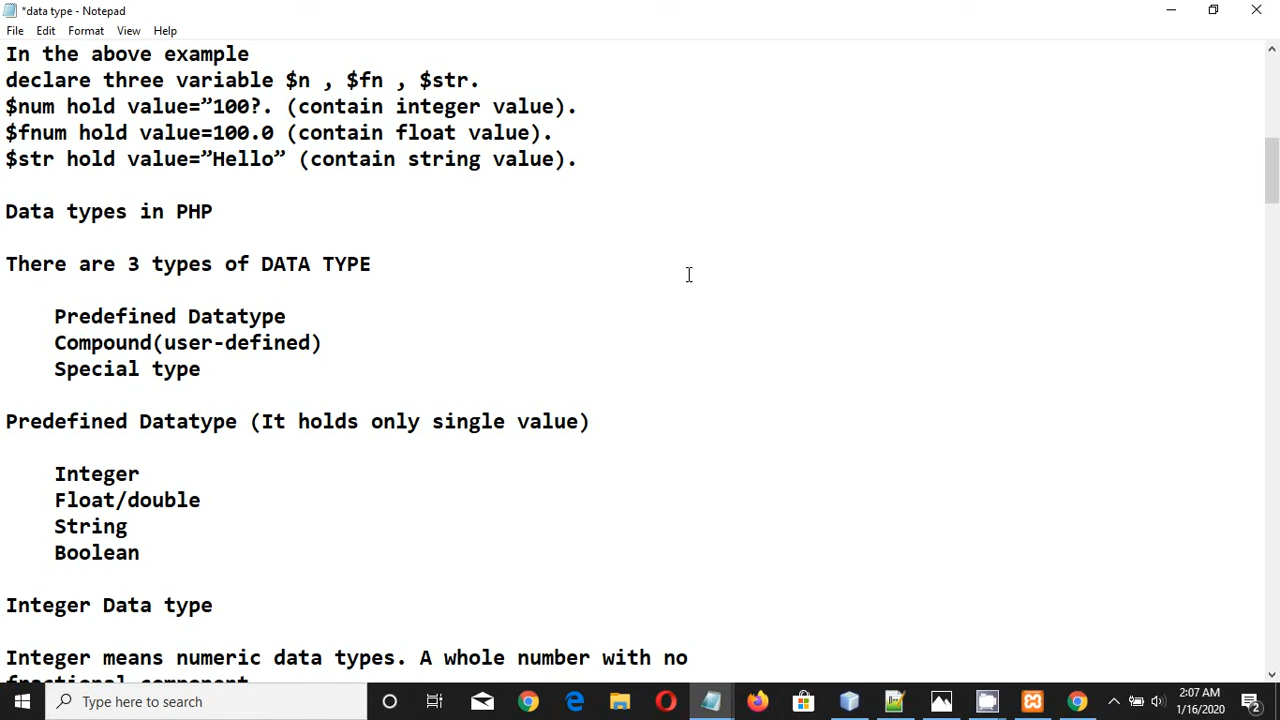 *data type - Notepad
File Edit Format View Help
In the above example
declare three variable $n , $fn , $str.
$num hold value=”100?. (contain integer value).
$fnum hold value=100.0 (contain float value).
$str hold value=”Hello” (contain string value).
Data types in PHP
There are 3 types of DATA TYPE
Predefined Datatype
Compound(user-defined)
Special type
Predefined Datatype (It holds only single value)
Integer
Float/double
String
Boolean
Integer Data type
Integer means numeric data types. A whole number with no
fractional component
Type here to search
2:07 AM
1/16/2020
2